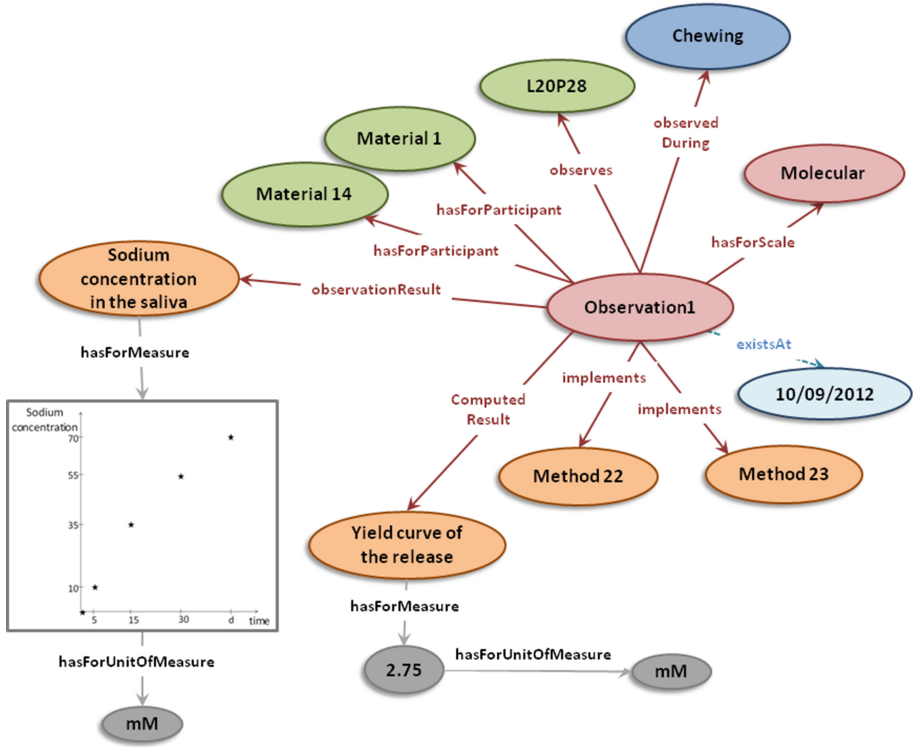 Chewing
L20P28
observed
During
Material 1
observes
Molecular
Material 14
hasForParticipant
hasForScale
hasForParticipant
Sodium
concentration
in the saliva
observationResult
Observation1
hasForMeasure
existsAt
implements
10/09/2012
Computed
Result
implements
Sodium
concentration
70
55
35
10
5 15 30 d time
Method 22
Method 23
Yield curve of
the release
hasForMeasure
hasForUnitOfMeasure
2.75
hasForUnitOfMeasure
mM
mM